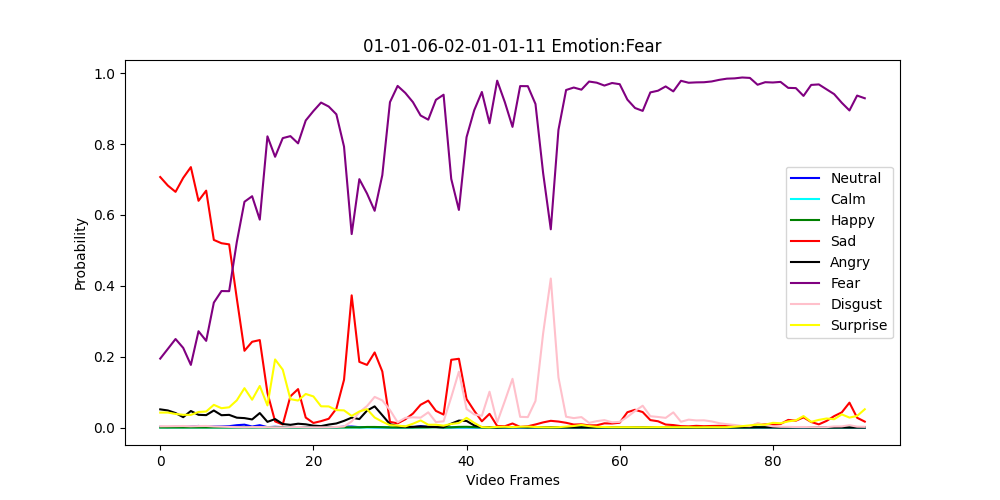 01-01-06-02-01-01-11 Emotion:Fear
Probability
1.0
0.8
0.6
0.4
0.2
0.0
0
20
40
60
80
Video Frames
Neutral
Calm
Happy
Sad
Angry
Fear
Disgust
Surprise